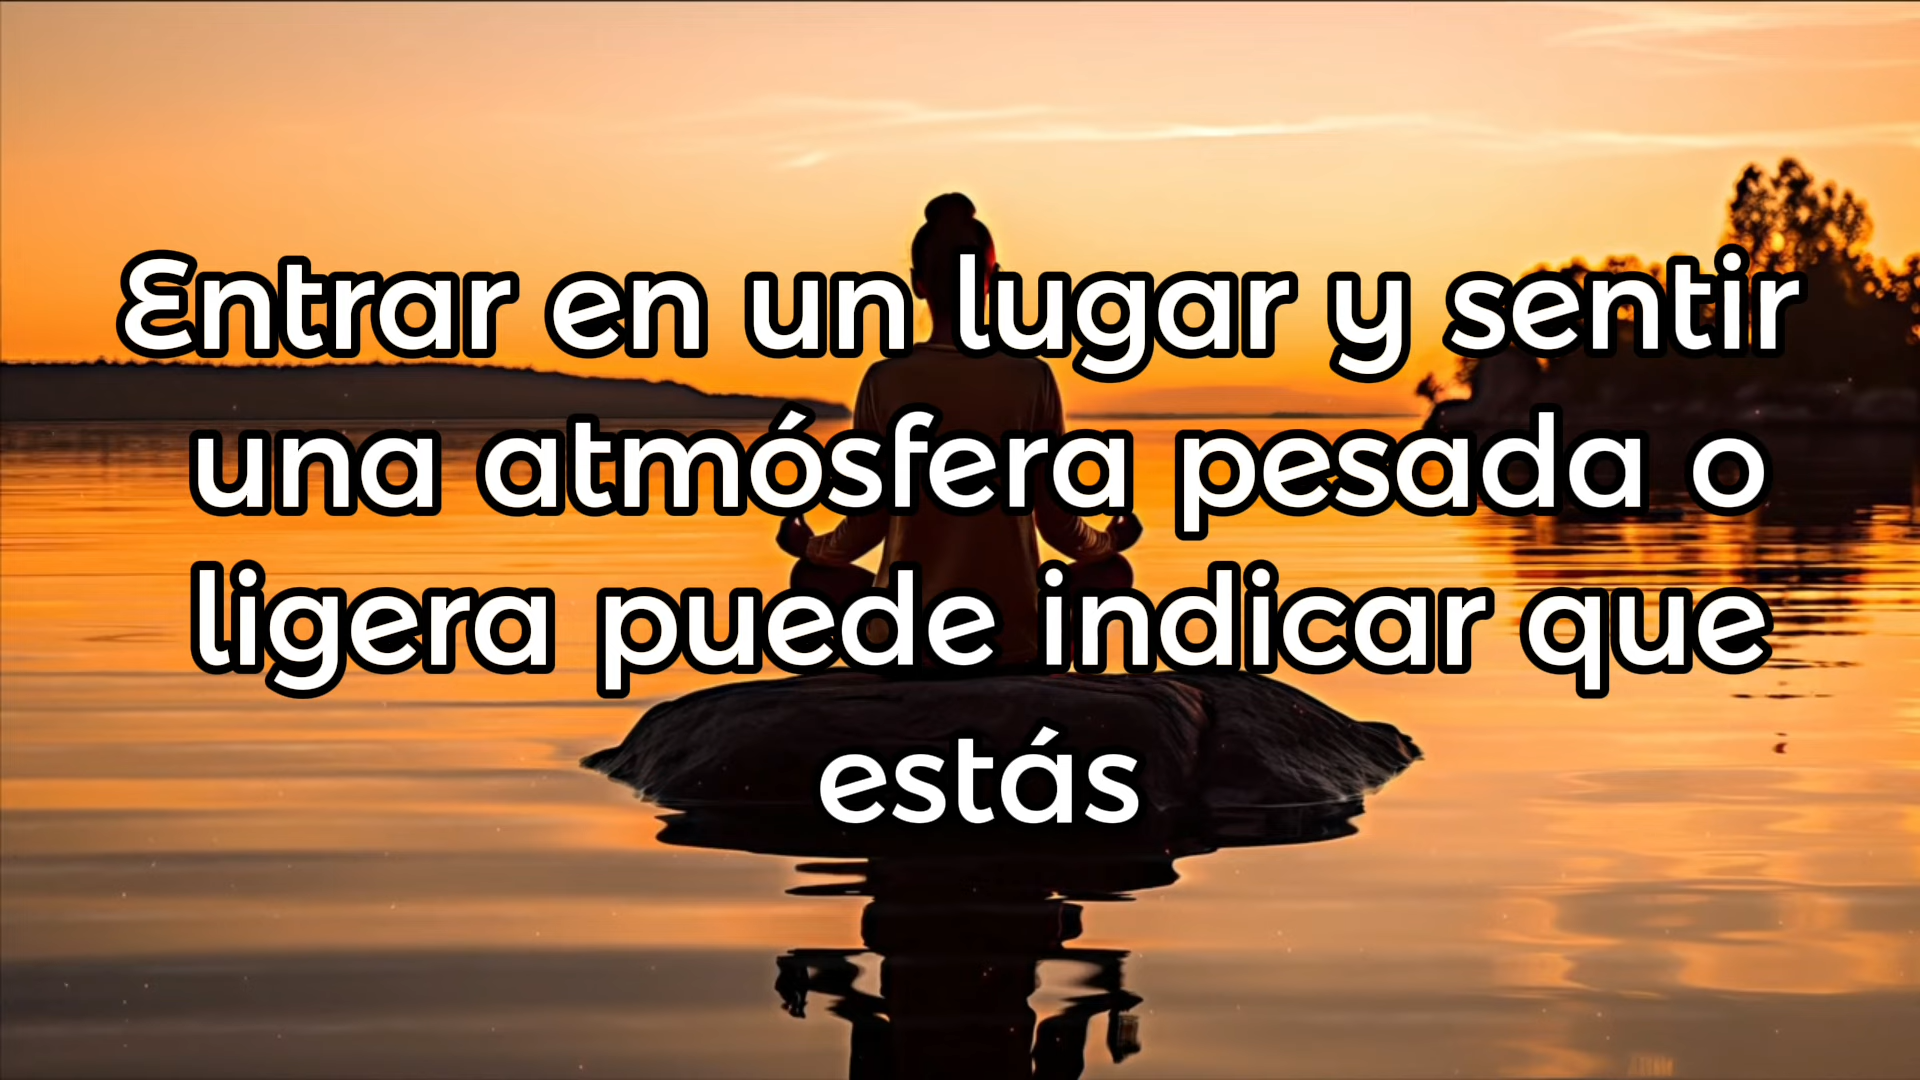 Entrar en un lugar y sentir
una atmósfera pesada o
ligera puede indicar que
estás